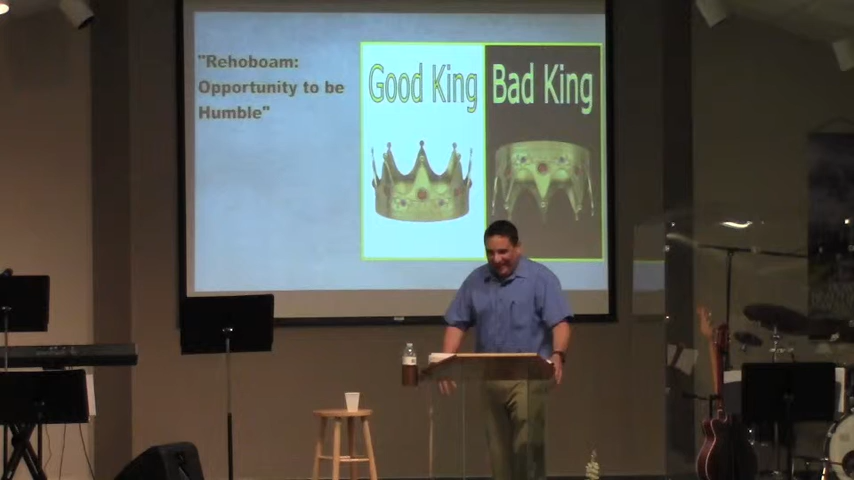 "Rehoboam:
Opportunity to be
Humble"
Good King
Bad King